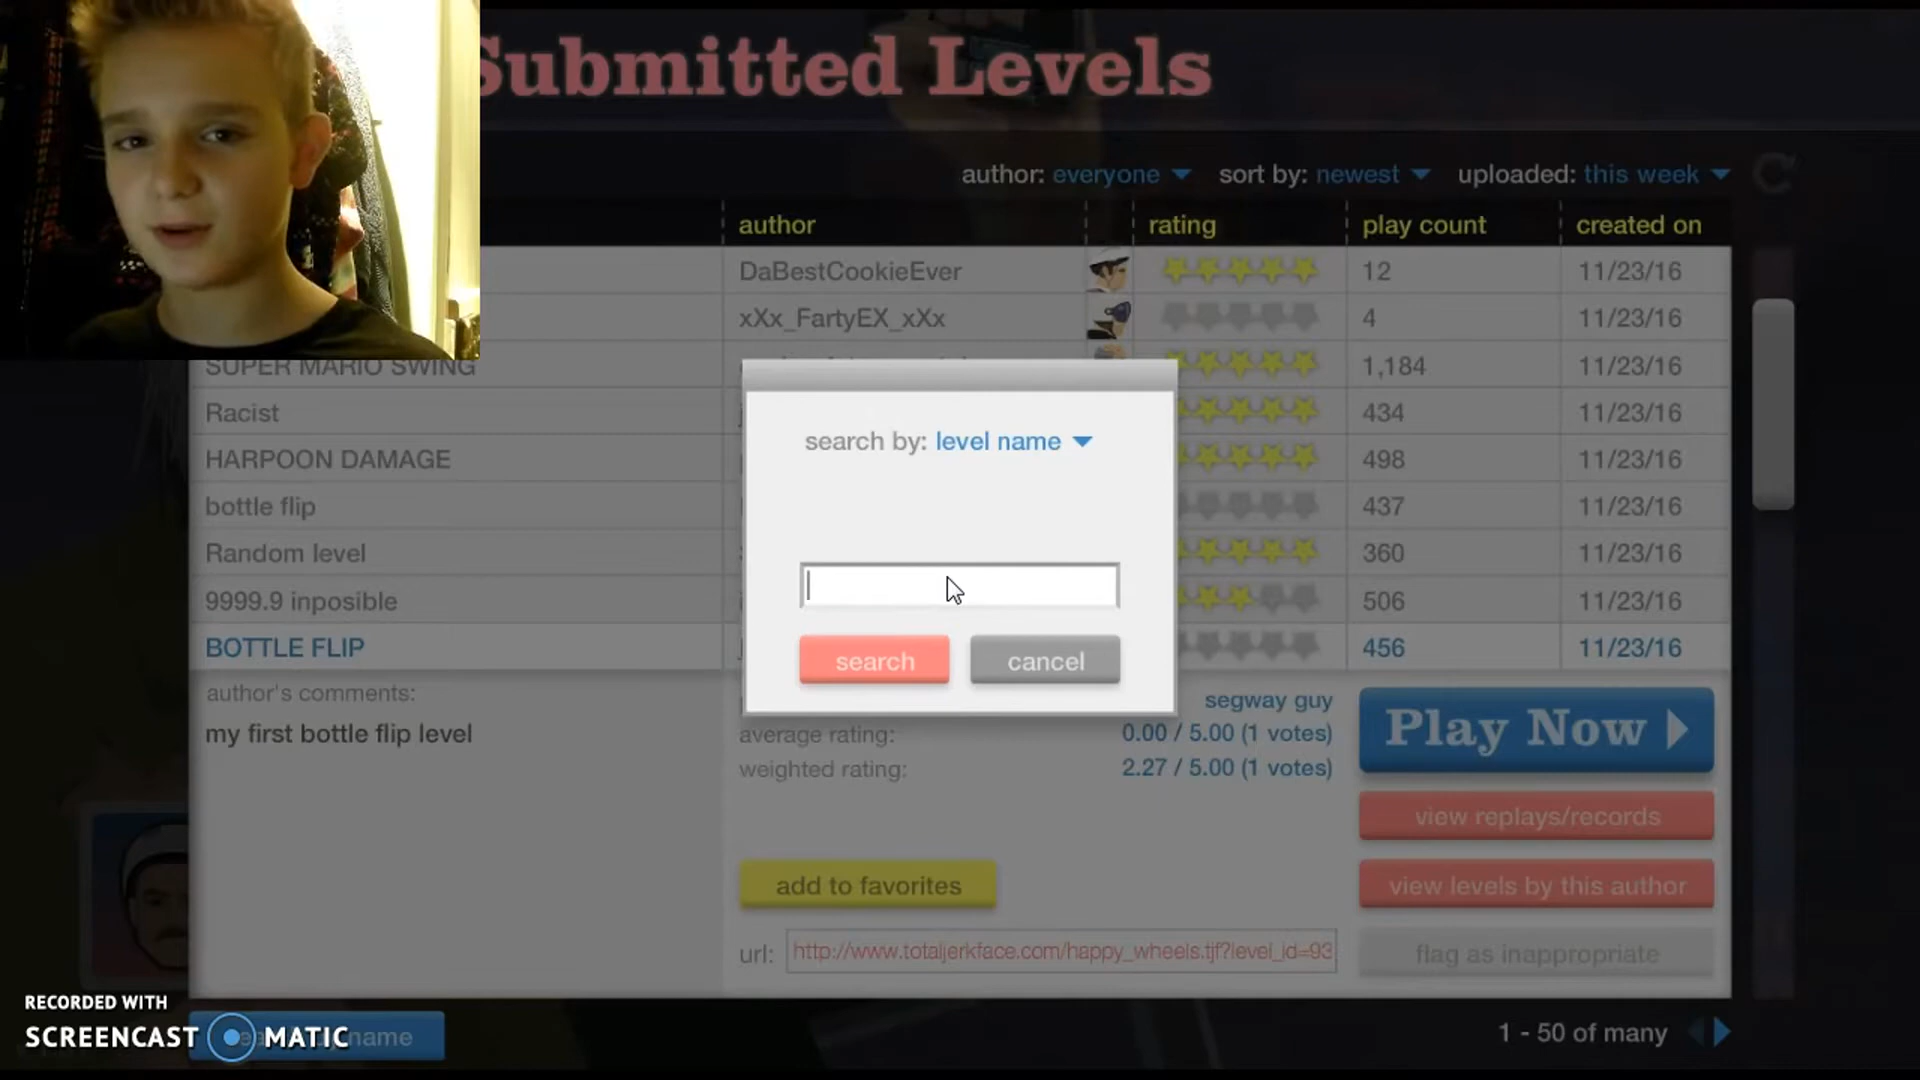 Submitted Levels
author: everyone sort by: newest uploaded: this week
author rating play count created on
DaBestCookieEver 12 11/23/16
xXx_FartyEX_xXx 4 11/23/16
SUPER MARIO SWING 1,184 11/23/16
Racist 434 11/23/16
HARPOON DAMAGE 498 11/23/16
bottle flip 437 11/23/16
Random level 360 11/23/16
9999.9 inposible 506 11/23/16
BOTTLE FLIP 456 11/23/16
search by: level name
search cancel
author's comments:
my first bottle flip level
segway guy
average rating: 0.00 / 5.00 (1 votes)
weighted rating: 2.27 / 5.00 (1 votes)
Play Now
view replays/records
add to favorites
view levels by this author
url: http://www.totaljerkface.com/happy_wheels.tjf?level_id=93
flag as inappropriate
RECORDED WITH
SCREENCAST MATIC
name
1 - 50 of many